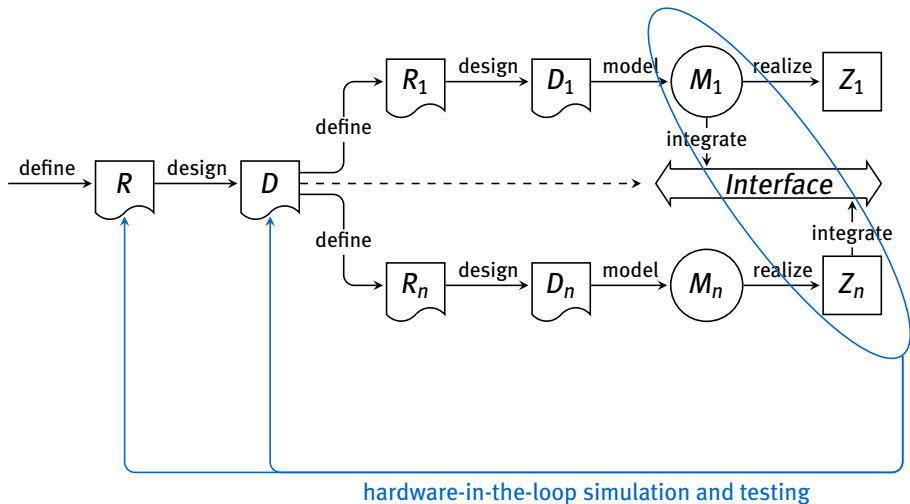 R₁ design D₁ model M₁ realize Z₁
define integrate
define R design D Interface
define integrate
Rₙ design Dₙ model Mₙ realize Zₙ
hardware-in-the-loop simulation and testing